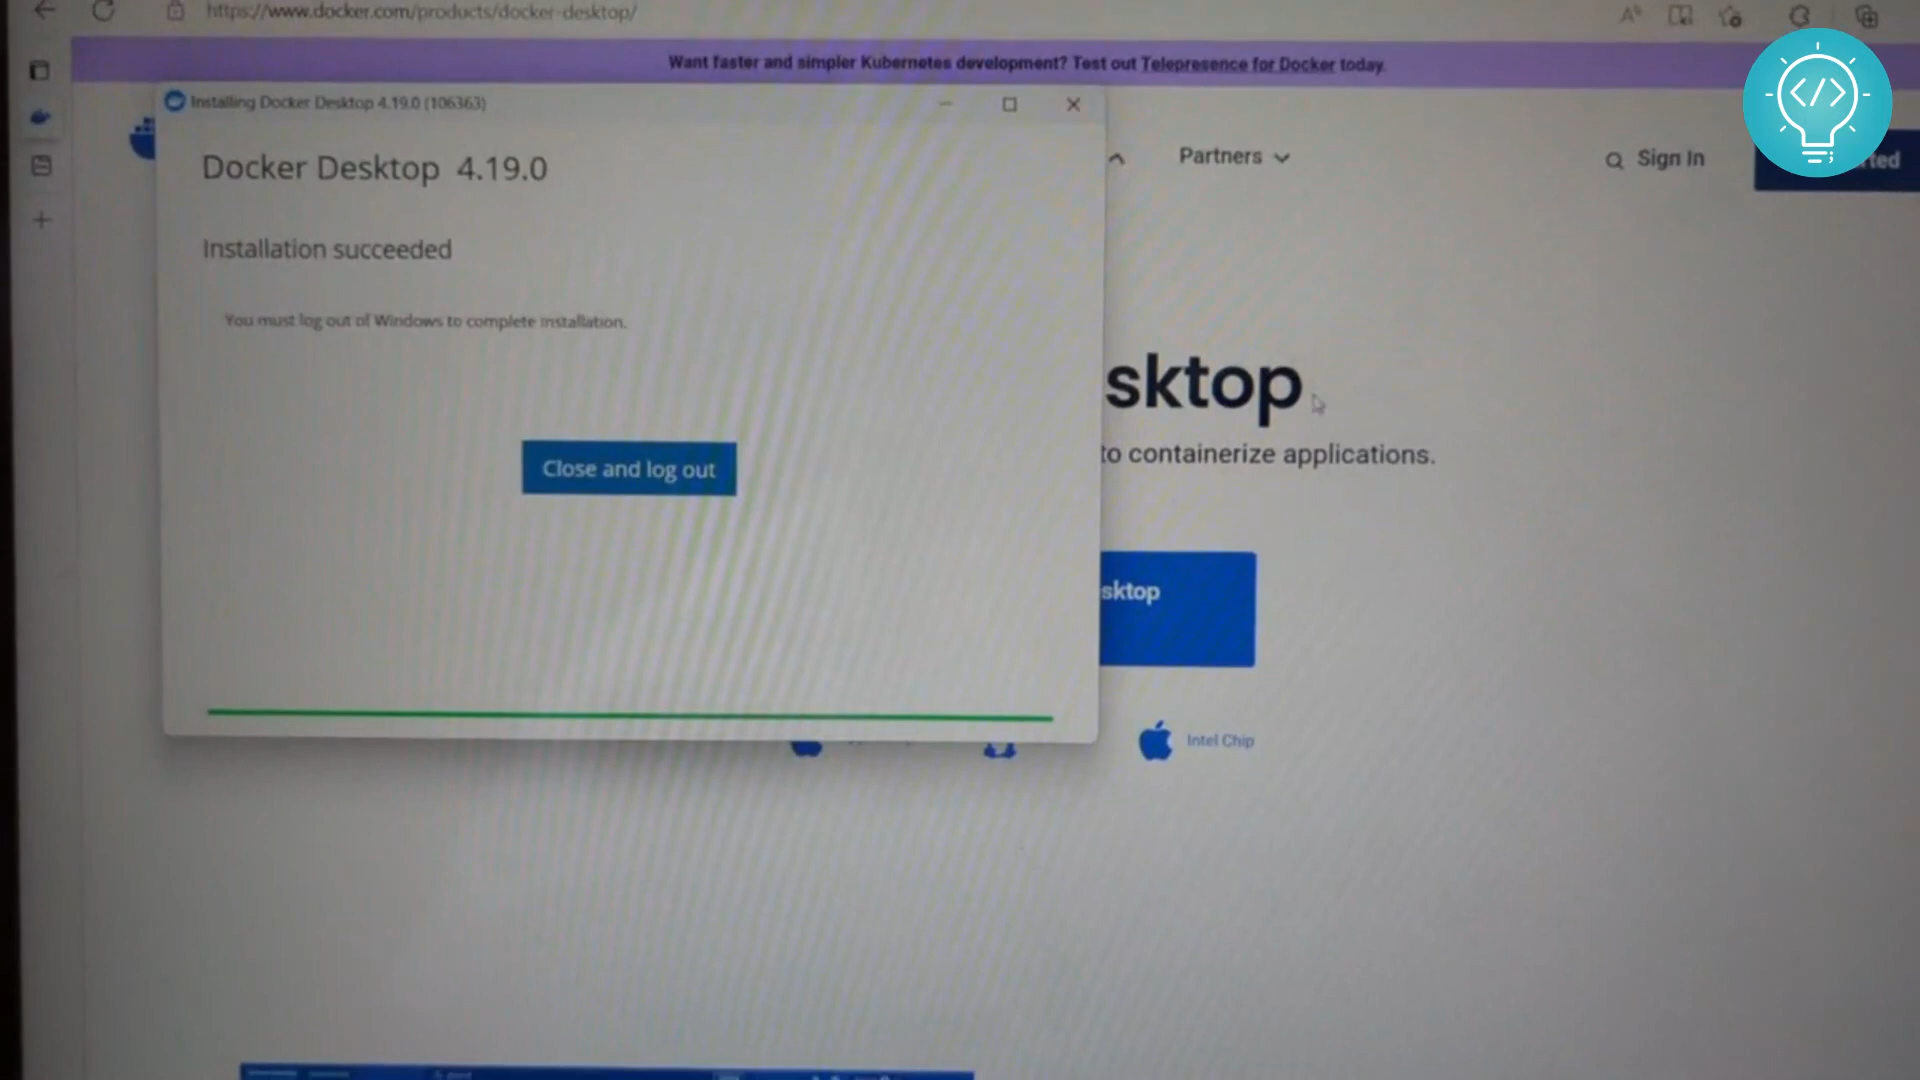 https://www.docker.com/products/docker-desktop/
Want faster and simpler Kubernetes development? Test out Telepresence for Docker today.
Installing Docker Desktop 4.19.0 (106363)
Docker Desktop 4.19.0
Installation succeeded
You must log out of Windows to complete installation.
Close and log out
Partners
Sign In
rted
sktop
to containerize applications.
sktop
Intel Chip